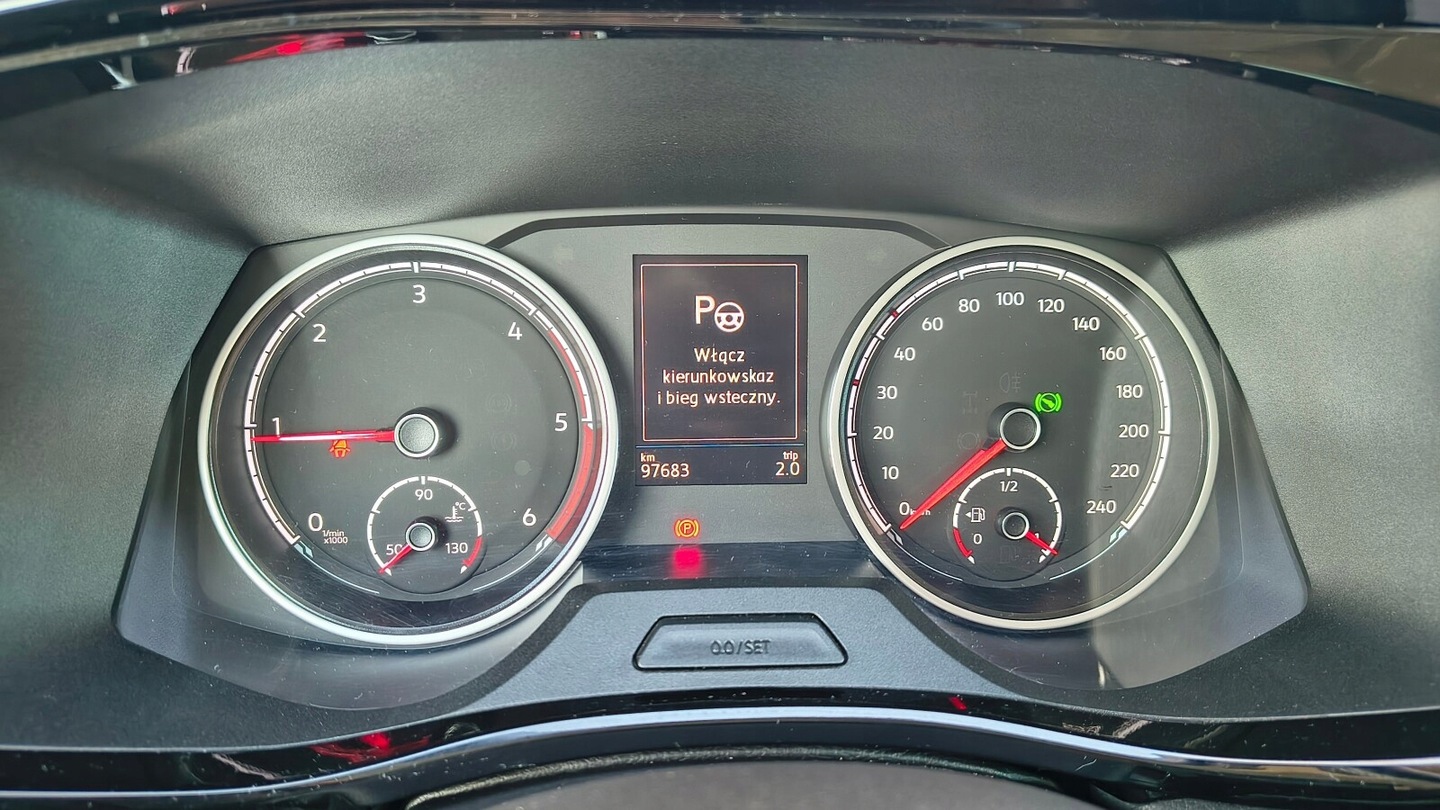 0
1
2
3
4
5
6
1/min
x1000
50
90
130
°C
P
Włącz
kierunkowskaz
i bieg wsteczny.
km
97683
trip
2.0
(P)
0.0/SET
0
10
20
30
40
60
80
100
120
140
160
180
200
220
240
0
1/2